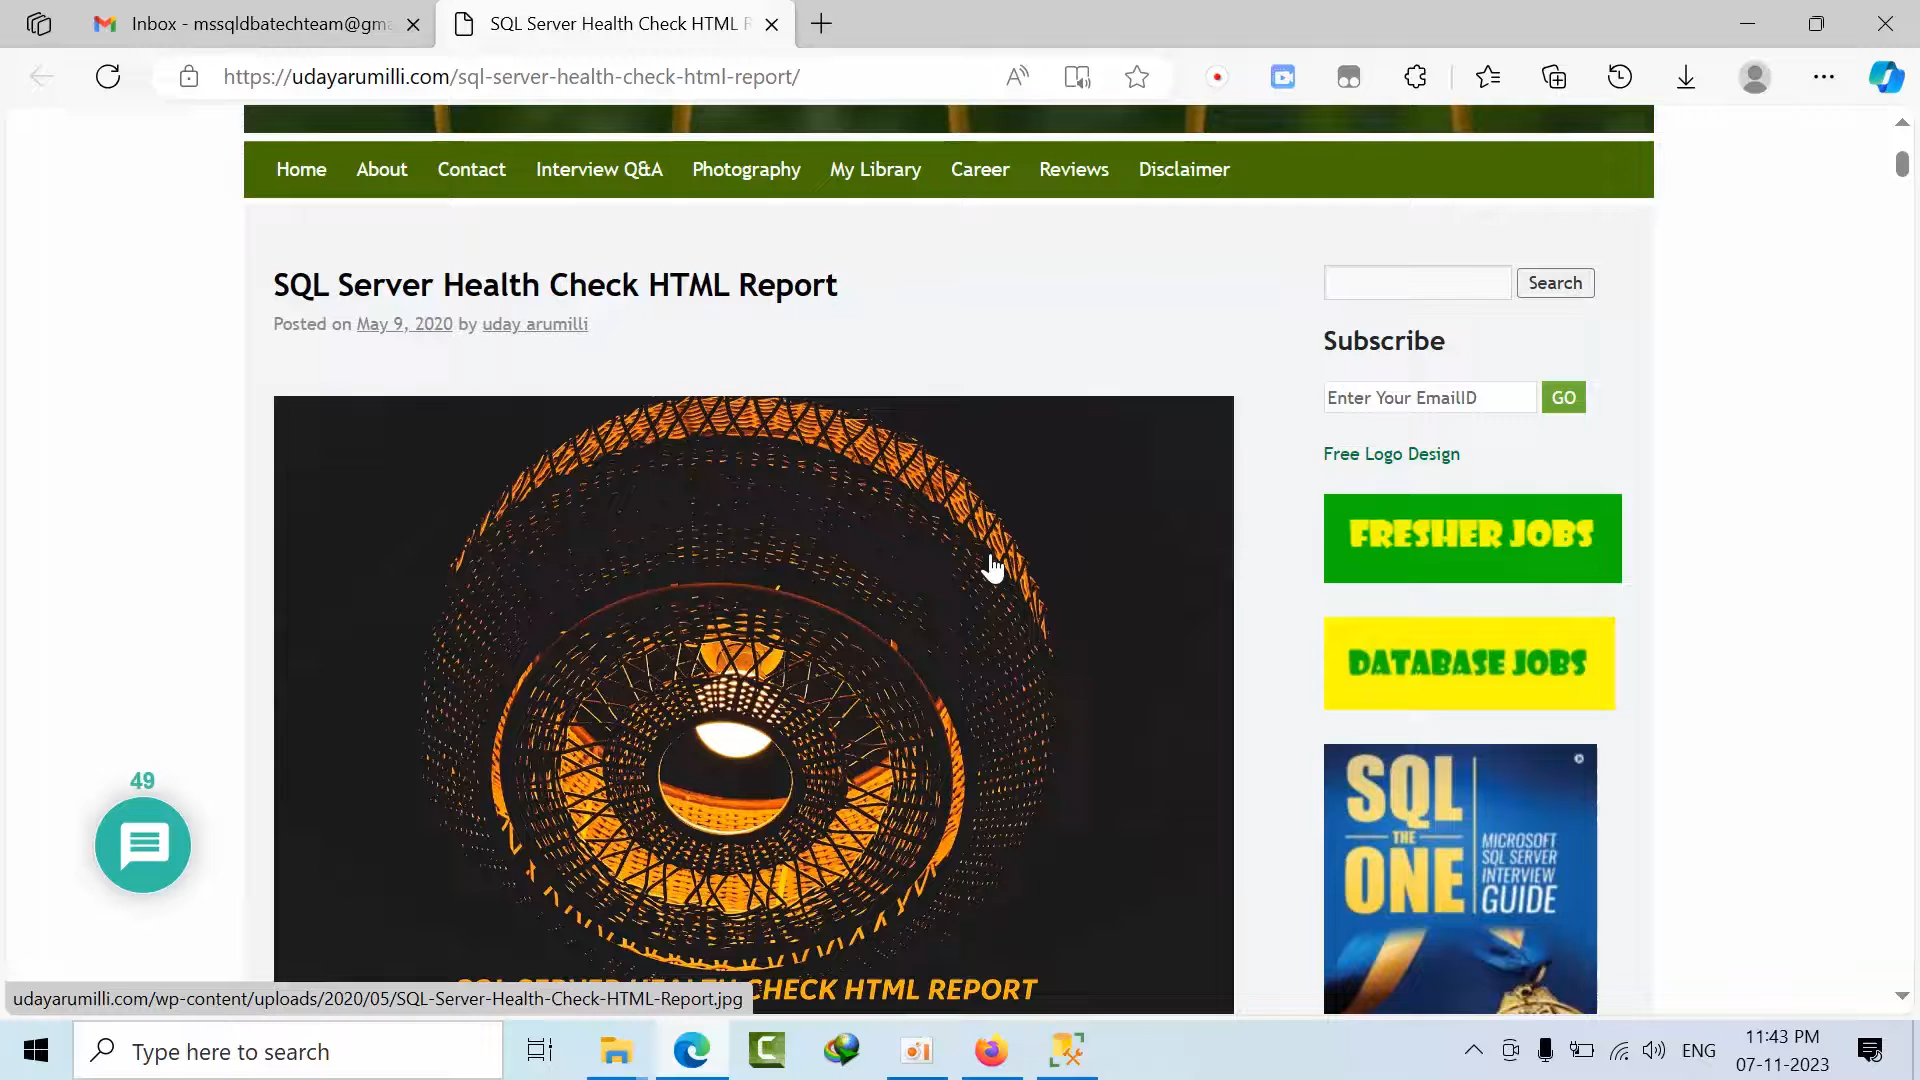 Inbox - mssqldbatechteam@gma
SQL Server Health Check HTML R
https://udayarumilli.com/sql-server-health-check-html-report/
Home About Contact Interview Q&A Photography My Library Career Reviews Disclaimer
SQL Server Health Check HTML Report
Posted on May 9, 2020 by uday arumilli
Search
Subscribe
Enter Your EmailID GO
Free Logo Design
FRESHER JOBS
DATABASE JOBS
SQL
THE
ONE
MICROSOFT
SQL SERVER
INTERVIEW
GUIDE
49
CHECK HTML REPORT
udayarumilli.com/wp-content/uploads/2020/05/SQL-Server-Health-Check-HTML-Report.jpg
Type here to search
ENG
11:43 PM
07-11-2023